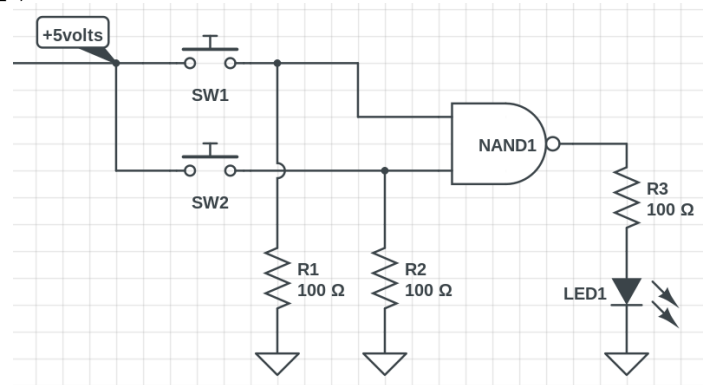 +5volts
SW1
SW2
NAND1
R1
100 Ω
R2
100 Ω
R3
100 Ω
LED1